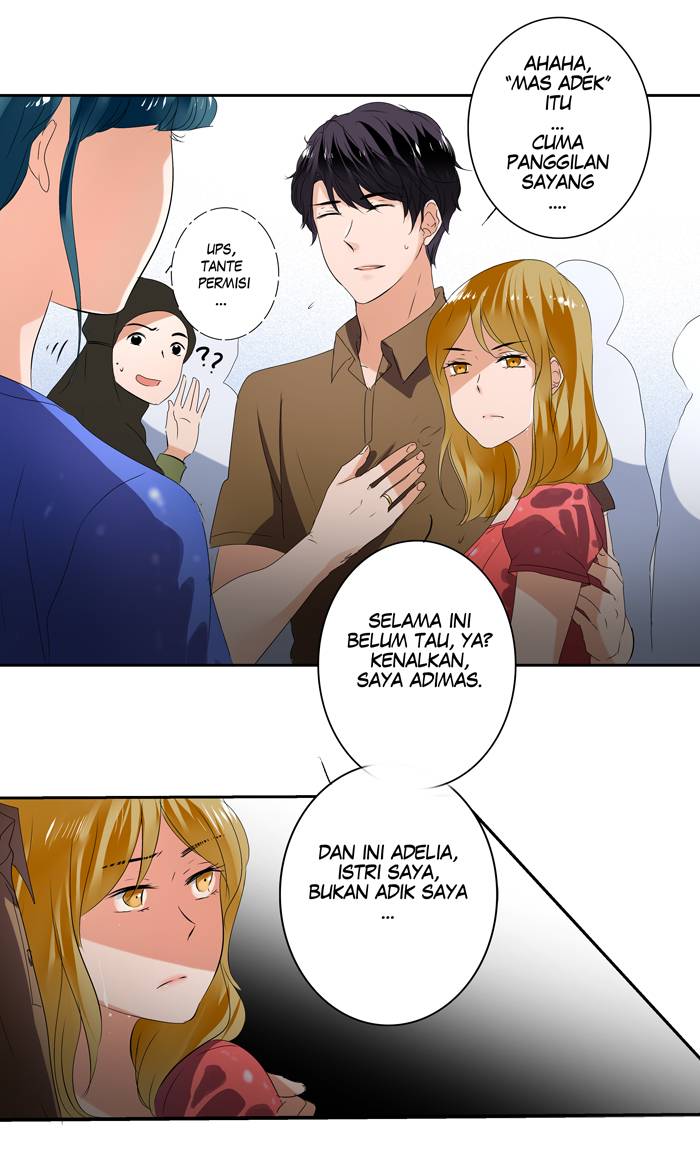 AHAHA,
"MAS ADEK"
ITU
...
CUMA
PANGGILAN
SAYANG
....
UPS,
TANTE
PERMISI
...
??
SELAMA INI
BELUM TAU, YA?
KENALKAN,
SAYA ADIMAS.
DAN INI ADELIA,
ISTRI SAYA,
BUKAN ADIK SAYA
...